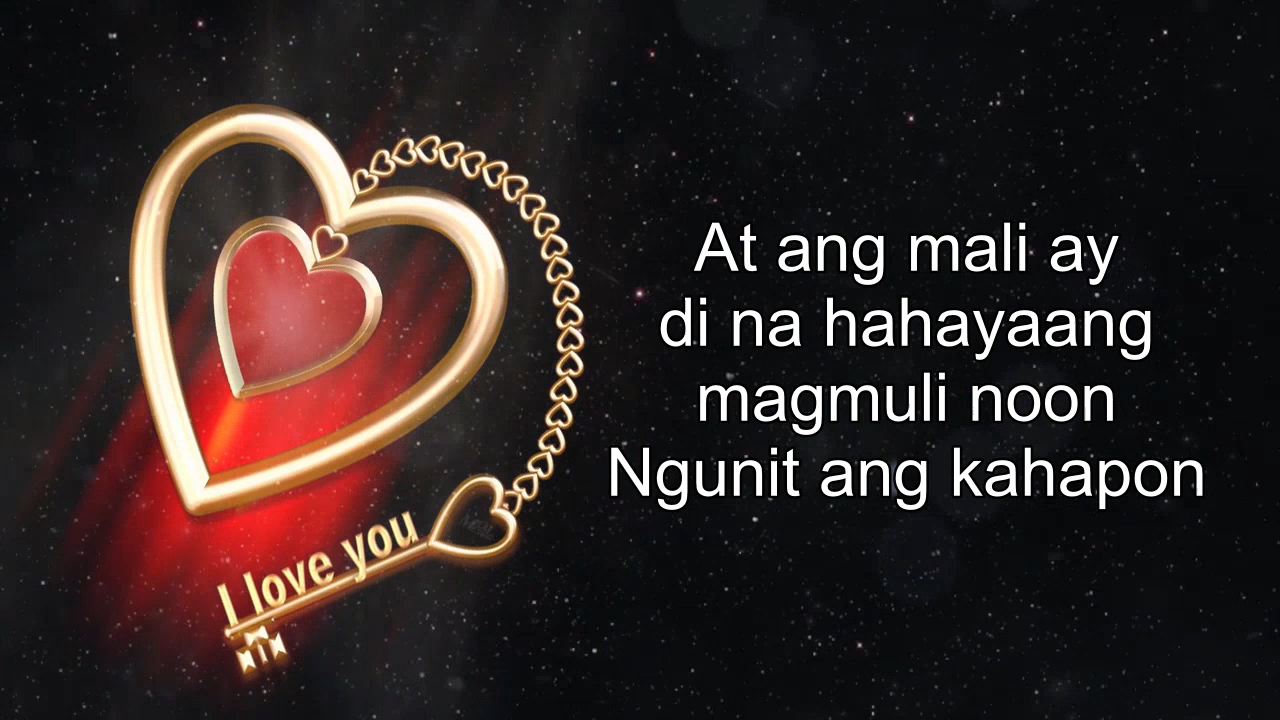 At ang mali ay
di na hahayaang
magmuli noon
Ngunit ang kahapon
I love you